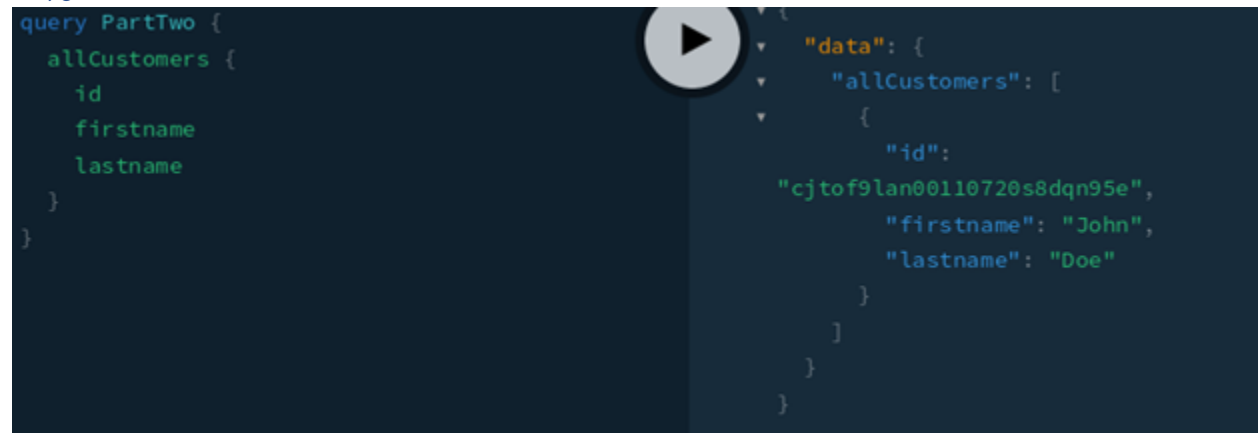 query PartTwo {
allCustomers {
id
firstname
lastname
}
}
{
"data": {
"allCustomers": [
{
"id":
"cjtof9lan00110720s8dqn95e",
"firstname": "John",
"lastname": "Doe"
}
]
}
}